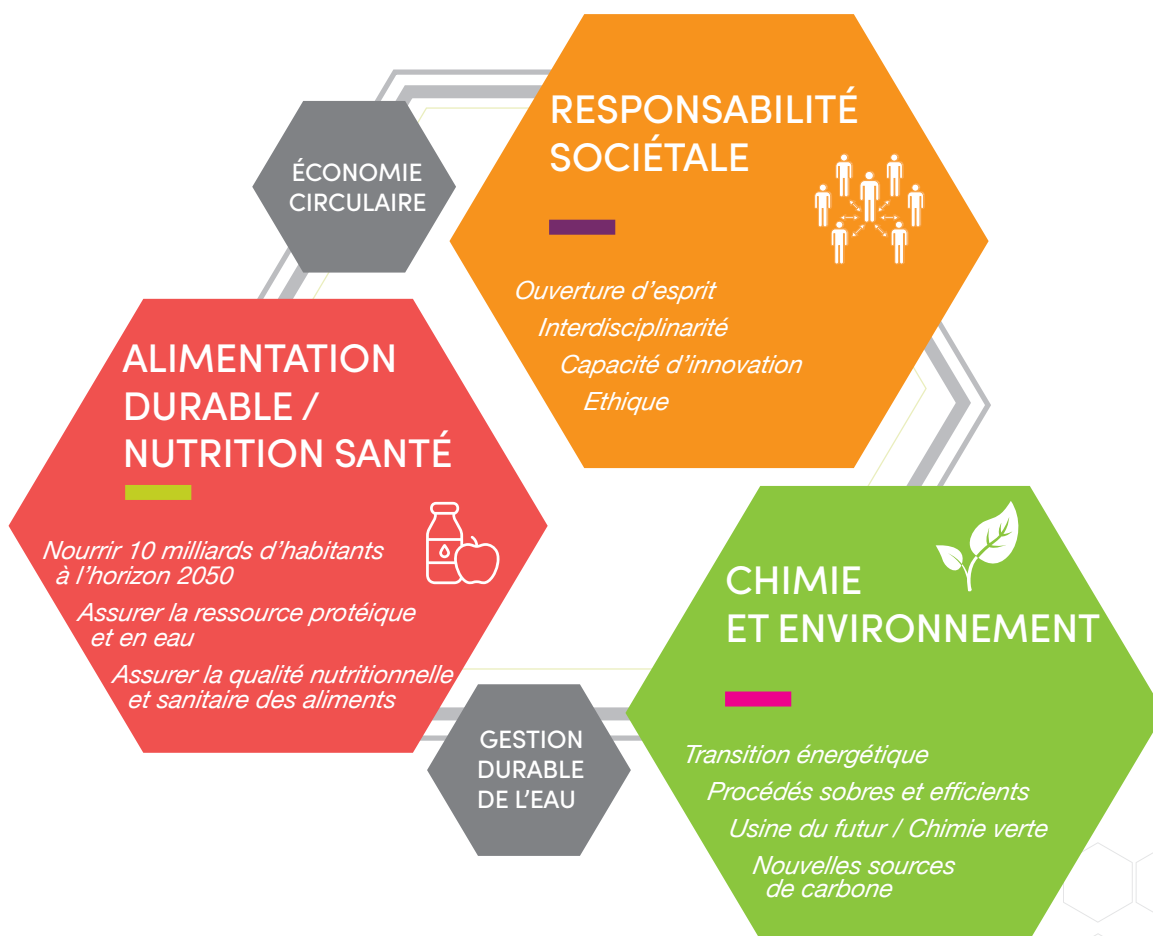 RESPONSABILITÉ
SOCIÉTALE
Ouverture d'esprit
Interdisciplinarité
Capacité d'innovation
Ethique
ÉCONOMIE
CIRCULAIRE
ALIMENTATION
DURABLE /
NUTRITION SANTÉ
Nourrir 10 milliards d'habitants
à l'horizon 2050
Assurer la ressource protéique
et en eau
Assurer la qualité nutritionnelle
et sanitaire des aliments
CHIMIE
ET ENVIRONNEMENT
Transition énergétique
Procédés sobres et efficients
Usine du futur / Chimie verte
Nouvelles sources
de carbone
GESTION
DURABLE
DE L'EAU